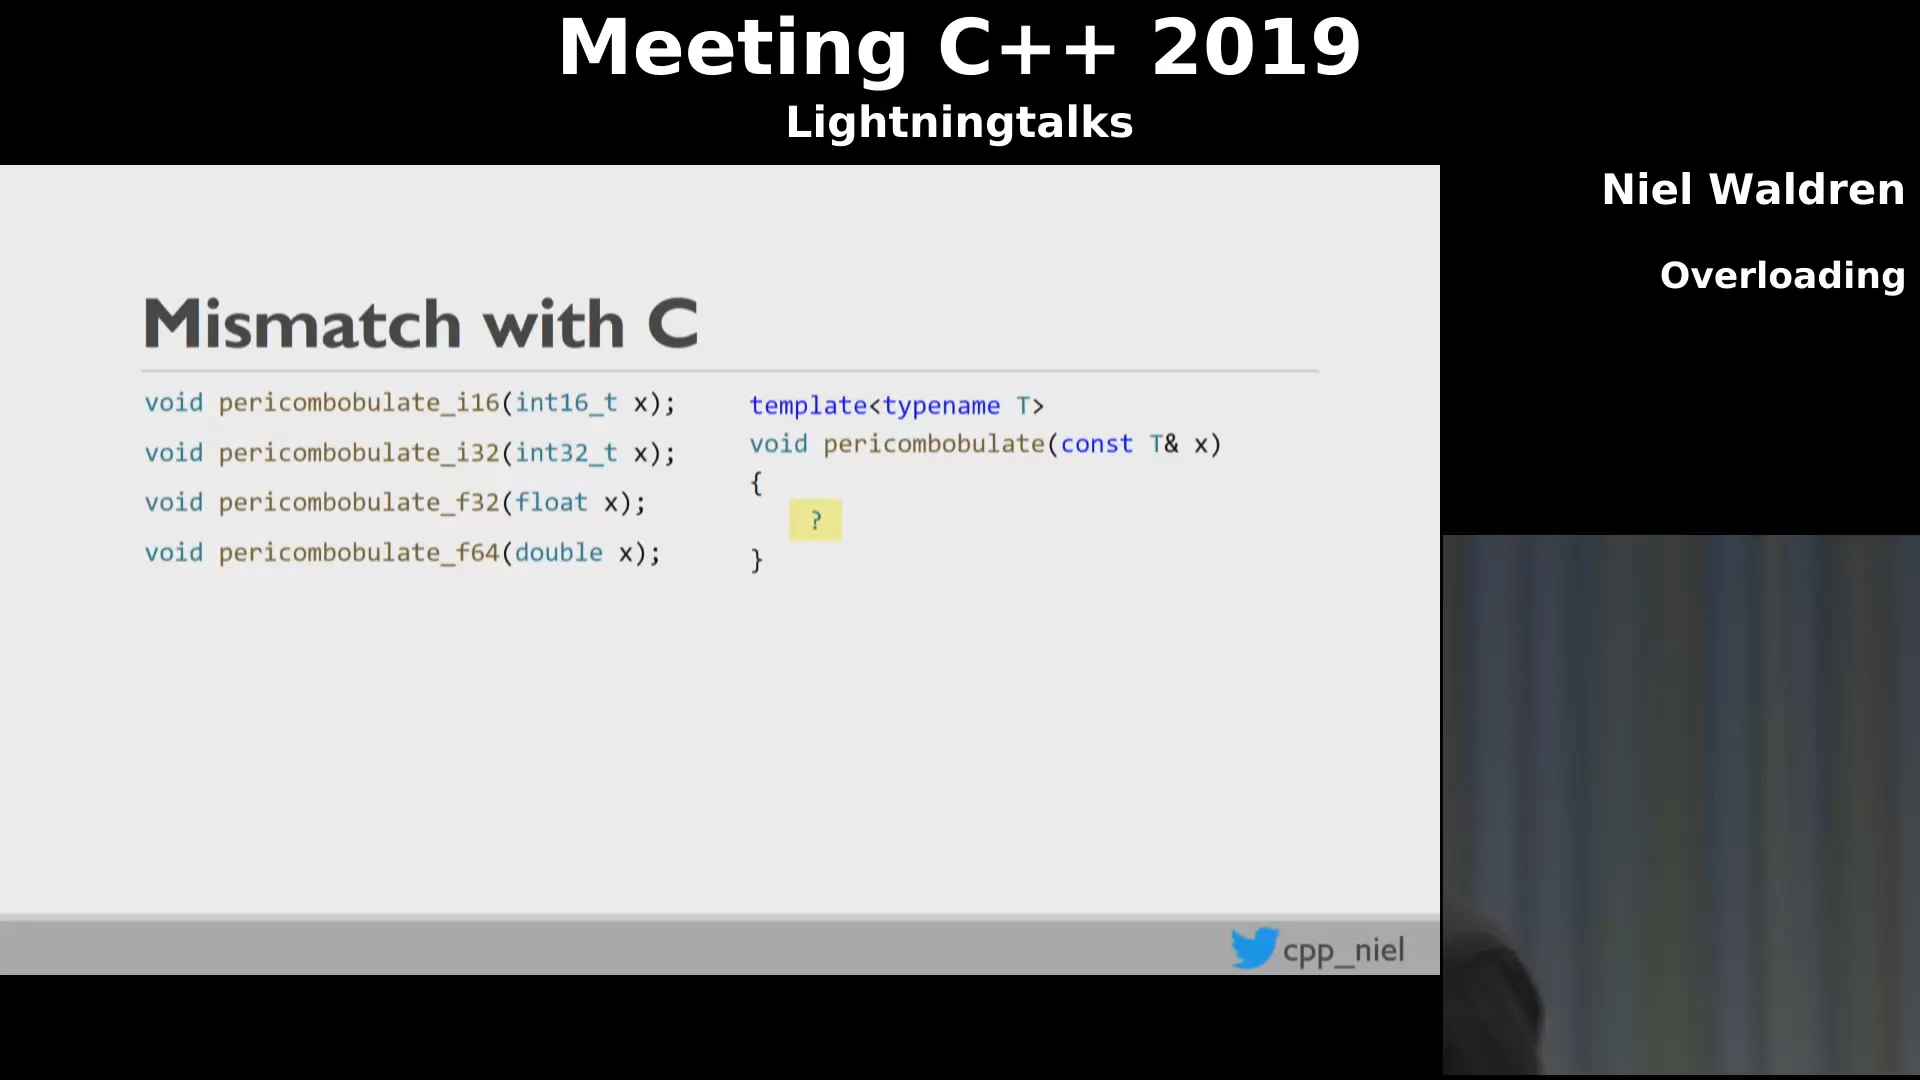 Meeting C++ 2019
Lightningtalks
Niel Waldren
Overloading
Mismatch with C
void pericombobulate_i16(int16_t x);
void pericombobulate_i32(int32_t x);
void pericombobulate_f32(float x);
void pericombobulate_f64(double x);
template<typename T>
void pericombobulate(const T& x)
{
?
}
cpp_niel